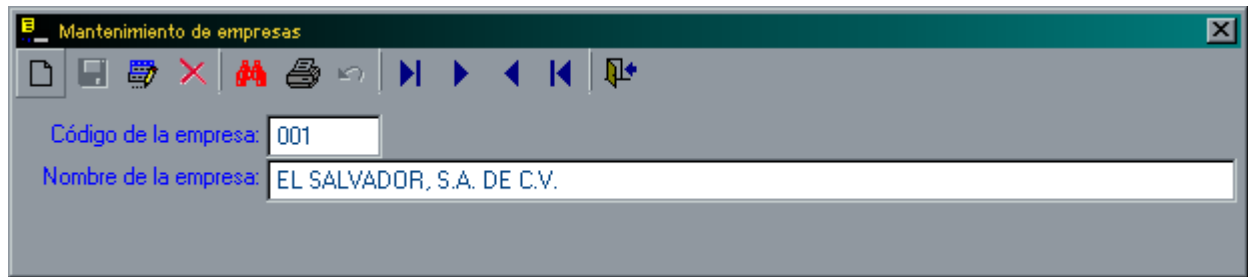 Mantenimiento de empresas
Código de la empresa: 001
Nombre de la empresa: EL SALVADOR, S.A. DE C.V.